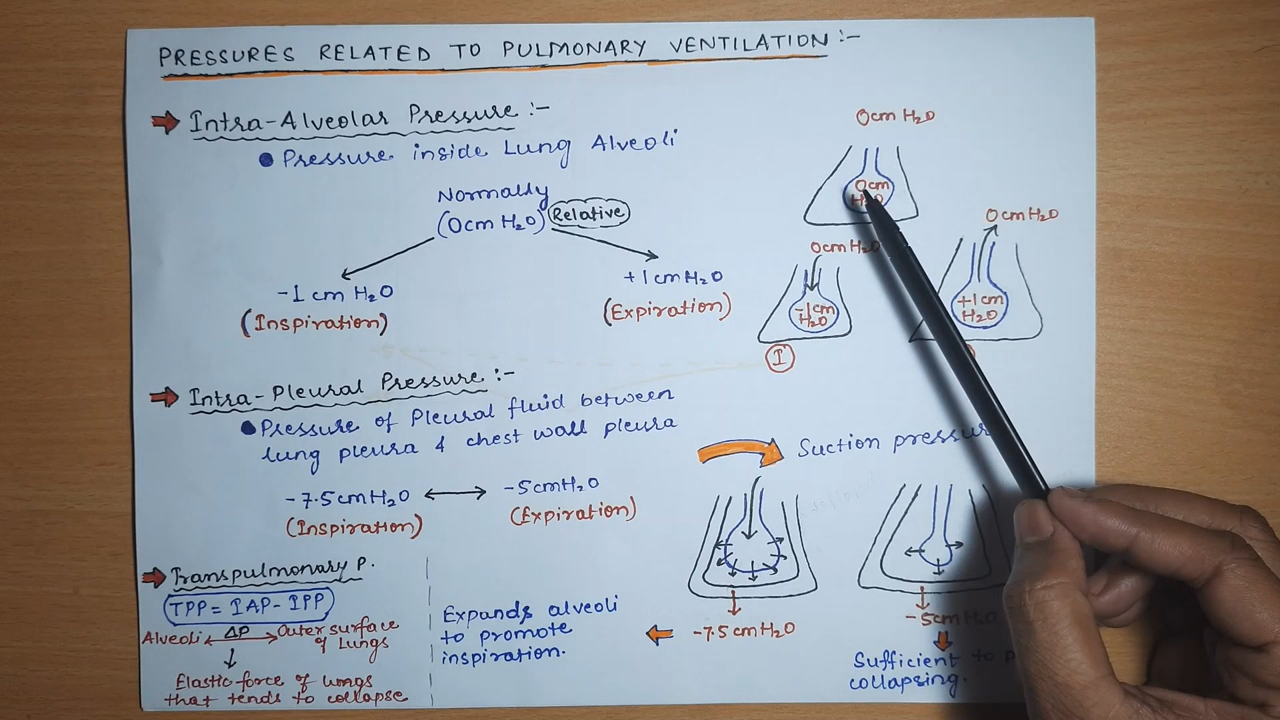 PRESSURES RELATED TO PULMONARY VENTILATION :-
Intra-Alveolar Pressure :-
Pressure inside Lung Alveoli
Normally
(0cm H₂O) Relative
-1 cm H₂O
(Inspiration)
+1 cm H₂O
(Expiration)
0cm H₂O
0cm
H₂O
0cm H₂O
-1cm
H₂O
I
0cm H₂O
+1cm
H₂O
Intra-Pleural Pressure :-
Pressure of Pleural fluid between
lung pleura & chest wall pleura
-7.5cmH₂O ⟷ -5cmH₂O
(Inspiration) (Expiration)
Suction pressur
-7.5cmH₂O
-5cmH₂O
Expands alveoli
to promote
inspiration.
Sufficient to
collapsing.
Transpulmonary P.
TPP = IAP - IPP
Alveoli ΔP Outer surface
of Lungs
Elastic force of lungs
that tends to collapse